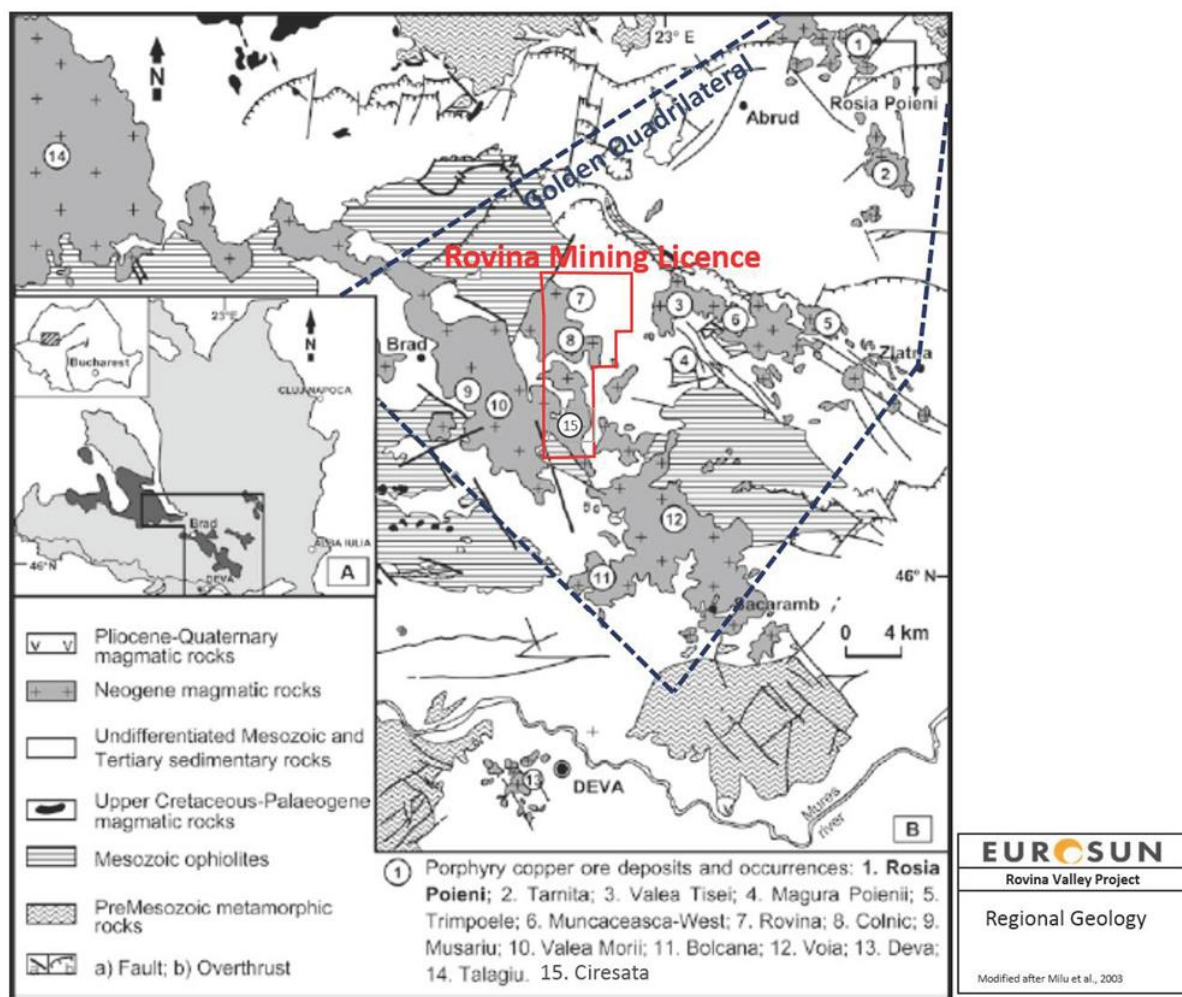 N
23° E
1
Rosia Poieni
Abrud
Golden Quadrilateral
14
2
Rovina Mining Licence
7
3
6
5
8
Brad
4
Zlatna
9
10
15
23°E
N
Bucharest
CLUJ-NAPOCA
Brad
ALBA IULIA
DEVA
46° N
A
12
11
46° N
Sacaramb
0 4 km
13
DEVA
Mures
river
B
v v
Pliocene-Quaternary
magmatic rocks
+ +
Neogene magmatic rocks
Undifferentiated Mesozoic and
Tertiary sedimentary rocks
Upper Cretaceous-Palaeogene
magmatic rocks
Mesozoic ophiolites
PreMesozoic metamorphic
rocks
a b
a) Fault; b) Overthrust
1 Porphyry copper ore deposits and occurrences: 1. Rosia
Poieni; 2. Tarnita; 3. Valea Tisei; 4. Magura Poienii; 5.
Trimpoele; 6. Muncaceasca-West; 7. Rovina; 8. Colnic; 9.
Musariu; 10. Valea Morii; 11. Bolcana; 12. Voia; 13. Deva;
14. Talagiu. 15. Ciresata
EUROSUN
Rovina Valley Project
Regional Geology
Modified after Milu et al., 2003